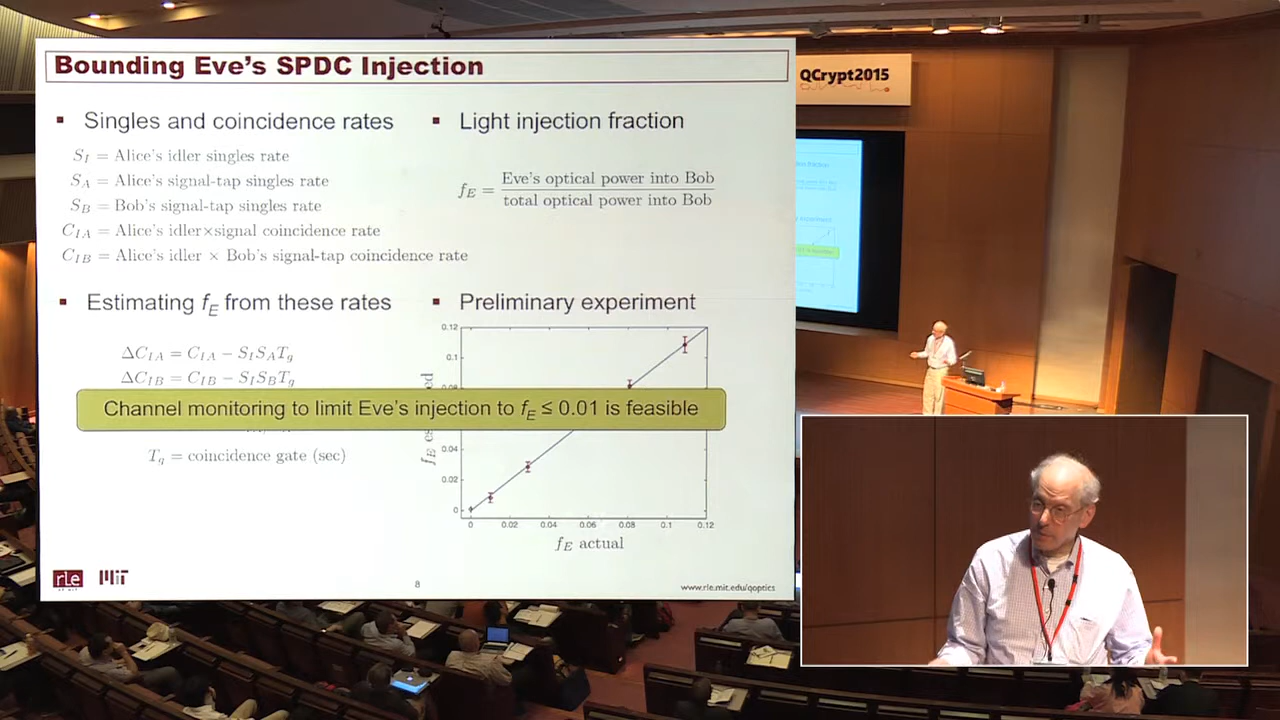 Bounding Eve's SPDC Injection
QCrypt2015
▪ Singles and coincidence rates
S_I = Alice's idler singles rate
S_A = Alice's signal-tap singles rate
S_B = Bob's signal-tap singles rate
C_IA = Alice's idler×signal coincidence rate
C_IB = Alice's idler × Bob's signal-tap coincidence rate
▪ Light injection fraction
f_E = Eve's optical power into Bob
total optical power into Bob
▪ Estimating f_E from these rates
ΔC_IA = C_IA − S_I S_A T_g
ΔC_IB = C_IB − S_I S_B T_g
Channel monitoring to limit Eve's injection to f_E ≤ 0.01 is feasible
T_g = coincidence gate (sec)
▪ Preliminary experiment
0.12
0.1
0.04
0.02
0
0 0.02 0.04 0.06 0.08 0.1 0.12
f_E actual
rle
MIT
8
www.rle.mit.edu/qoptics